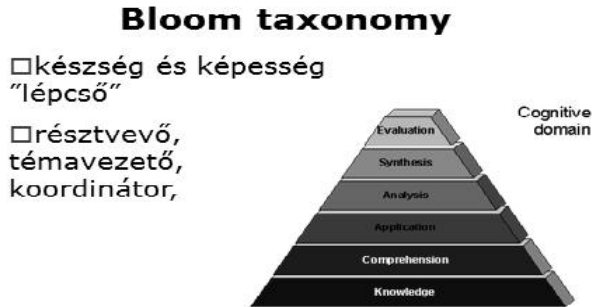 Bloom taxonomy
□készség és képesség
"lépcső"
□résztvevő,
témavezető,
koordinátor,
Cognitive
domain
Evaluation
Synthesis
Analysis
Application
Comprehension
Knowledge